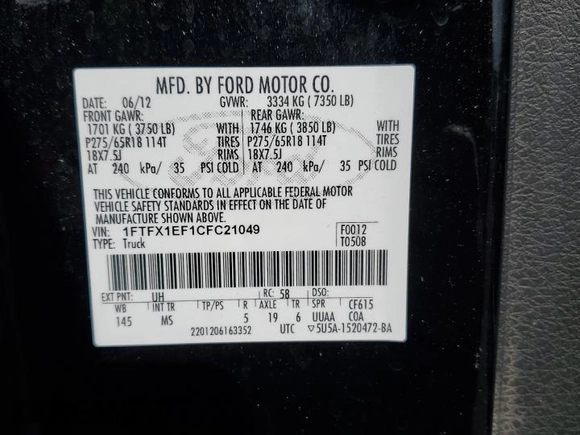 MFD. BY FORD MOTOR CO.
DATE: 06/12 GVWR: 3334 KG ( 7350 LB)
FRONT GAWR: REAR GAWR:
1701 KG ( 3750 LB) WITH 1746 KG ( 3850 LB) WITH
P275/65R18 114T TIRES P275/65R18 114T TIRES
18X7.5J RIMS 18X7.5J RIMS
AT 240 kPa/ 35 PSI COLD AT 240 kPa/ 35 PSI COLD
THIS VEHICLE CONFORMS TO ALL APPLICABLE FEDERAL MOTOR
VEHICLE SAFETY STANDARDS IN EFFECT ON THE DATE OF
MANUFACTURE SHOWN ABOVE.
VIN: 1FTFX1EF1CFC21049 F0012
TYPE: Truck T0508
EXT PNT: UH RC: 58 DSO:
WB INT TR TP/PS R AXLE TR SPR CF615
145 MS 5 19 6 UUAA COA
2201206163352 UTC ▽5U5A-1520472-BA